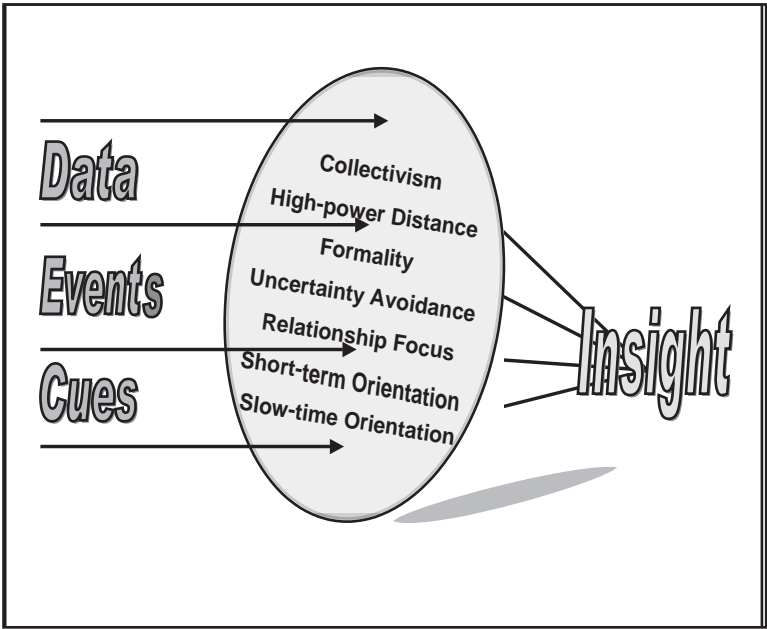 Data
Events
Cues
Collectivism
High-power Distance
Formality
Uncertainty Avoidance
Relationship Focus
Short-term Orientation
Slow-time Orientation
Insight